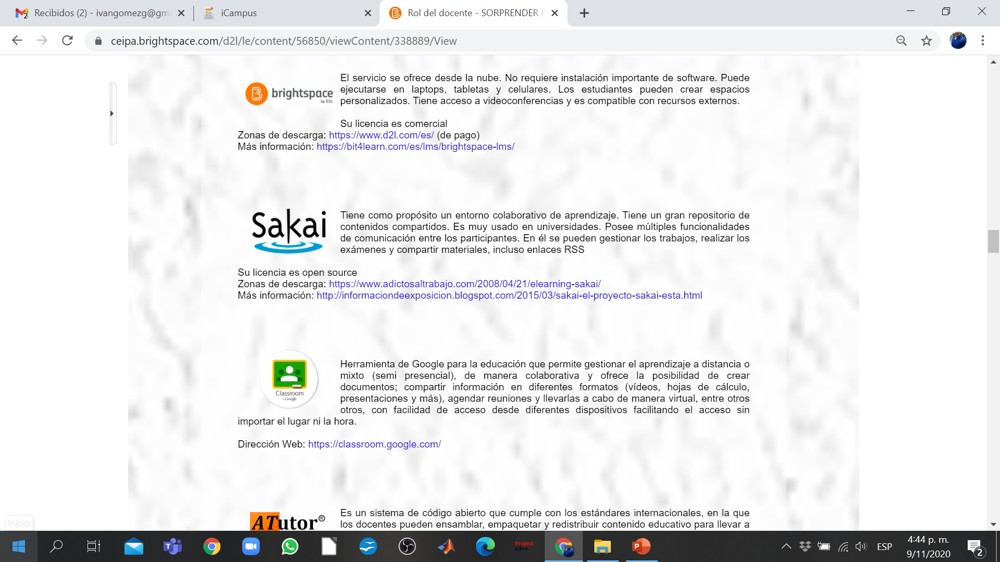 Recibidos (2) - ivangomezg@gm
iCampus
Rol del docente - SORPRENDER P
ceipa.brightspace.com/d2l/le/content/56850/viewContent/338889/View
brightspace
by D2L
El servicio se ofrece desde la nube. No requiere instalación importante de software. Puede
ejecutarse en laptops, tabletas y celulares. Los estudiantes pueden crear espacios
personalizados. Tiene acceso a videoconferencias y es compatible con recursos externos.
Su licencia es comercial
Zonas de descarga: https://www.d2l.com/es/ (de pago)
Más información: https://bit4learn.com/es/lms/brightspace-lms/
Sakai
Tiene como propósito un entorno colaborativo de aprendizaje. Tiene un gran repositorio de
contenidos compartidos. Es muy usado en universidades. Posee múltiples funcionalidades
de comunicación entre los participantes. En él se pueden gestionar los trabajos, realizar los
exámenes y compartir materiales, incluso enlaces RSS
Su licencia es open source
Zonas de descarga: https://www.adictosaltrabajo.com/2008/04/21/elearning-sakai/
Más información: http://informaciondeexposicion.blogspot.com/2015/03/sakai-el-proyecto-sakai-esta.html
Classroom
by Google
Herramienta de Google para la educación que permite gestionar el aprendizaje a distancia o
mixto (semi presencial), de manera colaborativa y ofrece la posibilidad de crear
documentos; compartir información en diferentes formatos (vídeos, hojas de cálculo,
presentaciones y más), agendar reuniones y llevarlas a cabo de manera virtual, entre otros
otros, con facilidad de acceso desde diferentes dispositivos facilitando el acceso sin
importar el lugar ni la hora.
Dirección Web: https://classroom.google.com/
ATutor®
Es un sistema de código abierto que cumple con los estándares internacionales, en la que
los docentes pueden ensamblar, empaquetar y redistribuir contenido educativo para llevar a
Inicio
Project
Libre.
ESP
4:44 p. m.
9/11/2020
2